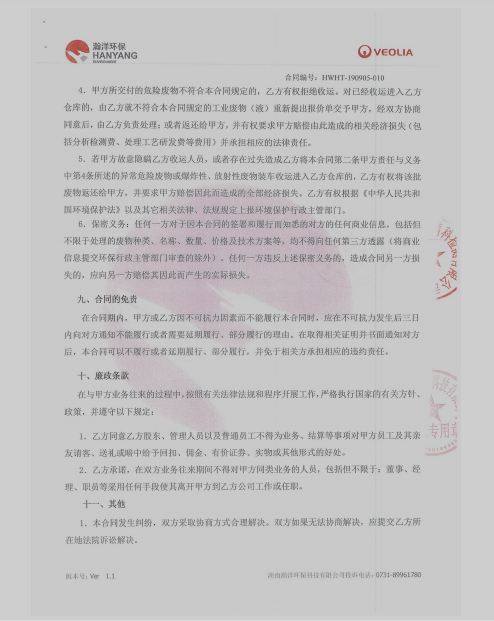 瀚洋环保
HANYANG
VEOLIA
合同编号：HWHT-190905-010
4．甲方所交付的危险废物不符合本合同规定的，乙方有权拒绝收运。对已经收运进入乙方
仓库的，由乙方就不符合本合同规定的工业废物（液）重新提出报价单交予甲方，经双方协商
同意后，由乙方负责处理；或者返还给甲方，并有权要求甲方赔偿由此造成的相关经济损失（包
括分析检测费、处理工艺研发费等费用）并承担相应的法律责任。
5、若甲方故意隐瞒乙方收运人员，或者存在过失造成乙方将本合同第二条甲方责任与义务
中第4条所述的异常危险废物或爆炸性、放射性废物装车收运进入乙方仓库的，乙方有权将该批
废物返还给甲方，并要求甲方赔偿因此而造成的全部经济损失。乙方有权根据《中华人民共和
国环境保护法》以及其它相关法律、法规规定上报环境保护行政主管部门。
6、保密义务：任何一方对于因本合同的签署和履行而知悉的对方的任何商业信息，包括但
不限于处理的废物种类、名称、数量、价格及技术方案等，均不得向任何第三方透露（将商业
信息提交环保行政主管部门审查的除外）。任何一方违反上述保密义务的，造成合同另一方损
失的，应向另一方赔偿其因此而产生的实际损失。
九、合同的免责
在合同期内，甲方或乙方因不可抗力因素而不能履行本合同时，应在不可抗力发生后三日
内向对方通知不能履行或者需要延期履行、部分履行的理由。在取得相关证明并书面通知对方
后，本合同可以不履行或者延期履行、部分履行，并免于相关方承担相应的违约责任。
十、廉政条款
在与甲方业务往来的过程中,按照有关法律法规和程序开展工作,严格执行国家的有关方针、
政策，并遵守以下规定：
1、乙方同意乙方股东、管理人员以及普通员工不得为业务、结算等事项对甲方员工及其亲
友请客、送礼或暗中给予回扣、佣金、有价证券、实物或其他形式的好处。
2、乙方承诺，在双方业务往来期间不得对甲方同类业务的人员，包括但不限于：董事、经
理、职员等采用任何手段使其离开甲方到乙方公司工作或任职。
十一、其他
1、本合同发生纠纷，双方采取协商方式合理解决。双方如果无法协商解决，应提交乙方所
在地法院诉讼解决。
专用章
版本号：Ver 1.1
湖南瀚洋环保科技有限公司投诉电话：0731-89961780